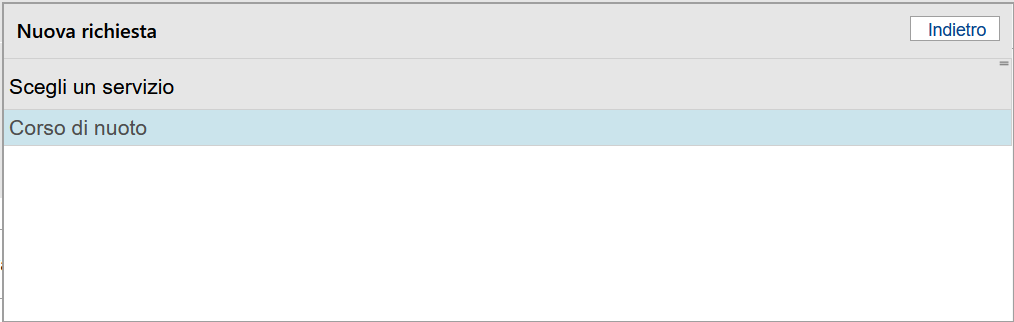 Nuova richiesta
Indietro
Scegli un servizio
Corso di nuoto